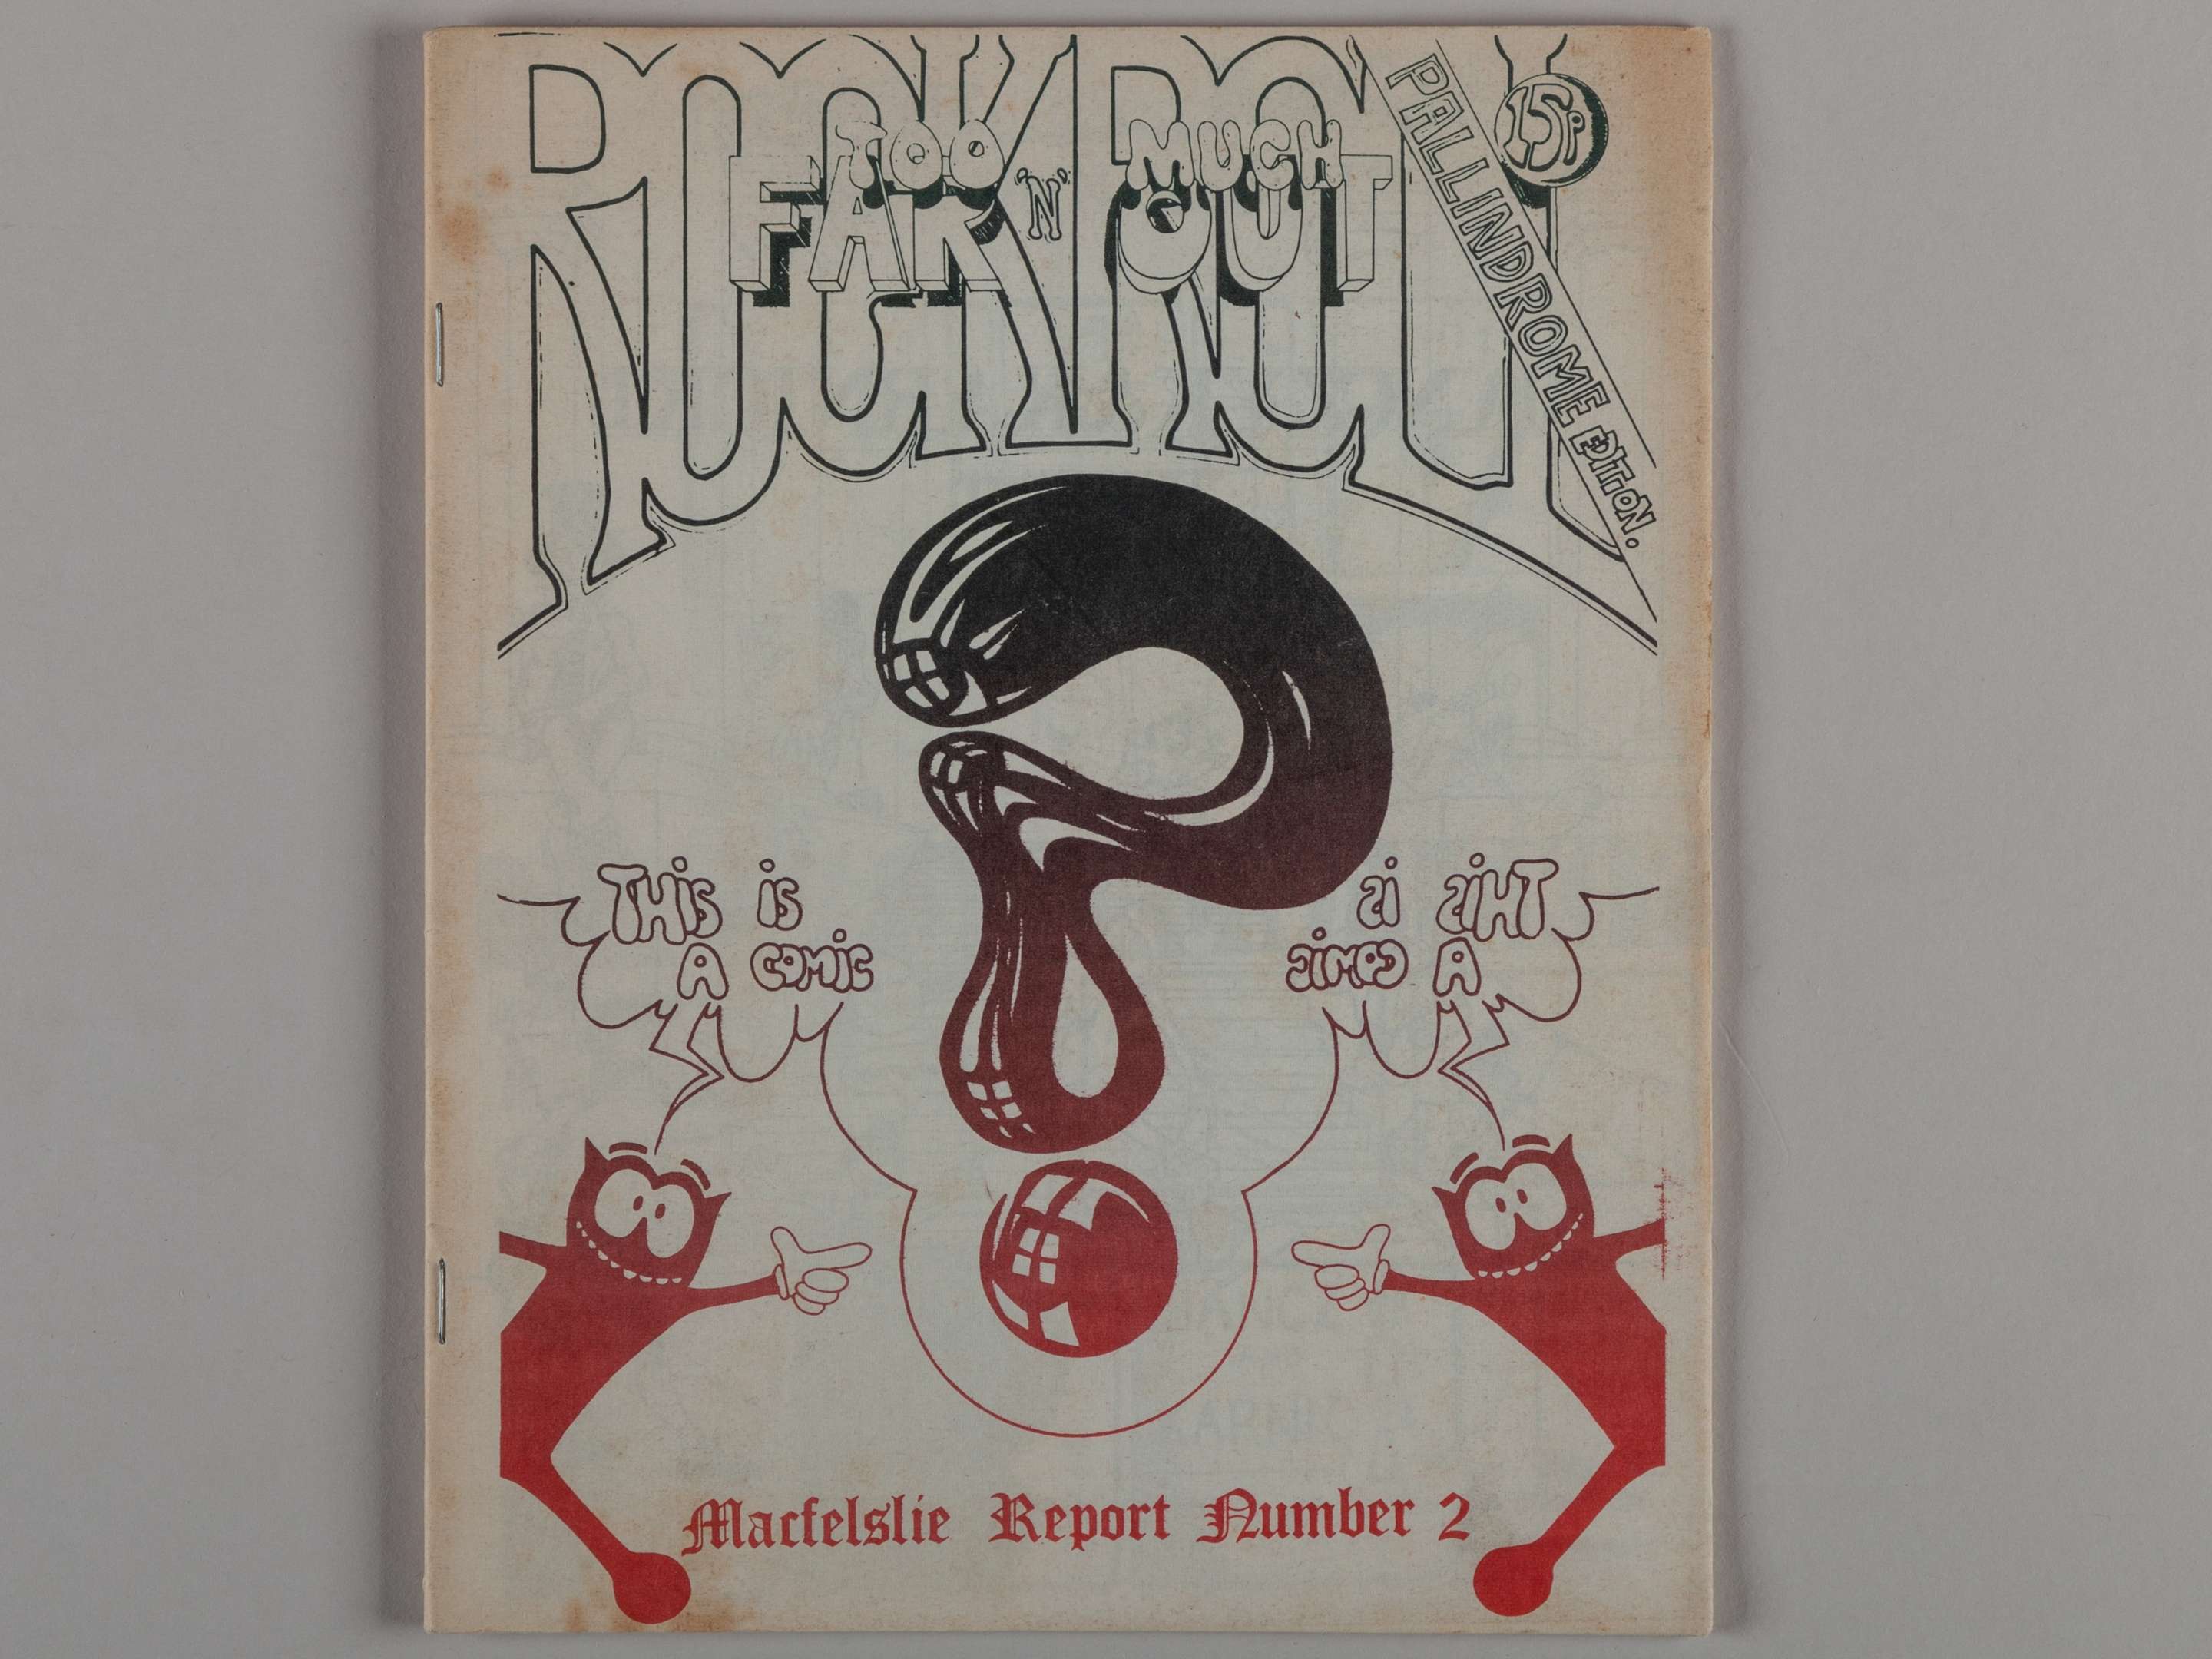 ROCK 'N' ROLL
TOO MUCH
FAR OUT
PALLINDROME EDITION.
15p
THIS IS
A COMIC
THIS IS
A COMIC
Macfelslie Report Number 2